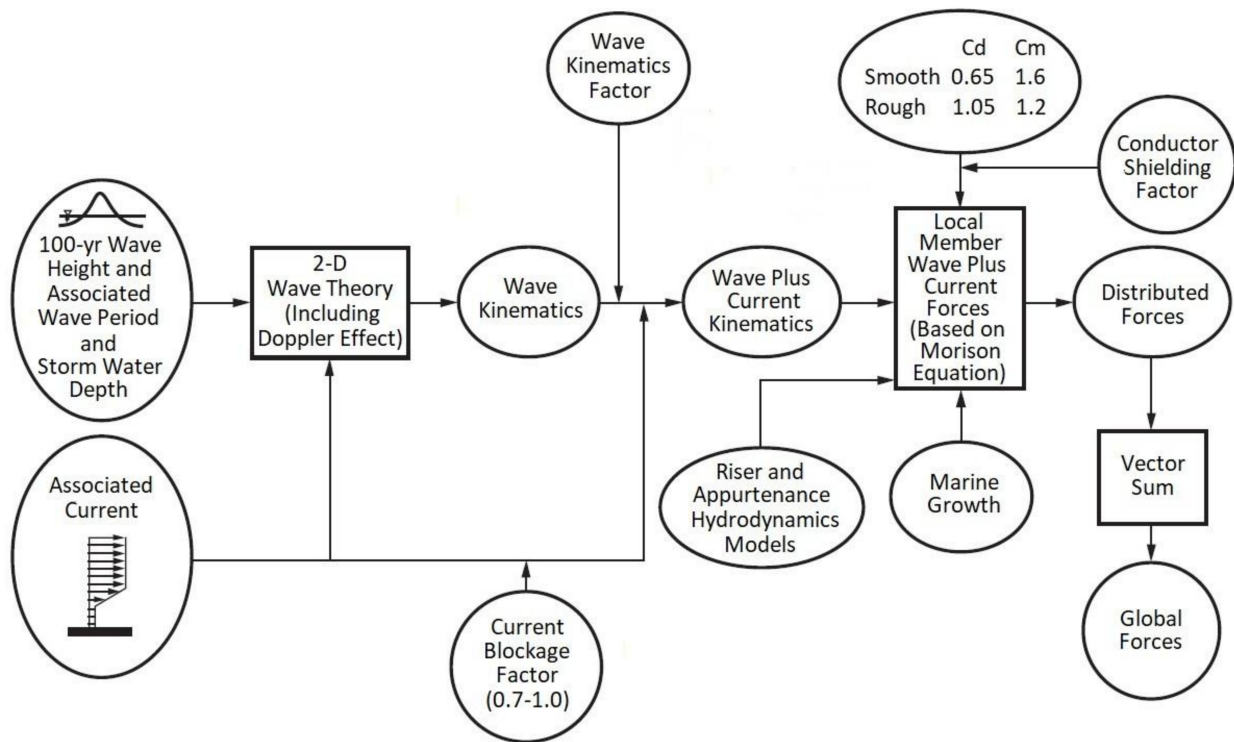 Wave
Kinematics
Factor
Cd Cm
Smooth 0.65 1.6
Rough 1.05 1.2
Conductor
Shielding
Factor
100-yr Wave
Height and
Associated
Wave Period
and
Storm Water
Depth
2-D
Wave Theory
(Including
Doppler Effect)
Wave
Kinematics
Wave Plus
Current
Kinematics
Local
Member
Wave Plus
Current
Forces
(Based on
Morison
Equation)
Distributed
Forces
Associated
Current
Current
Blockage
Factor
(0.7-1.0)
Riser and
Appurtenance
Hydrodynamics
Models
Marine
Growth
Vector
Sum
Global
Forces